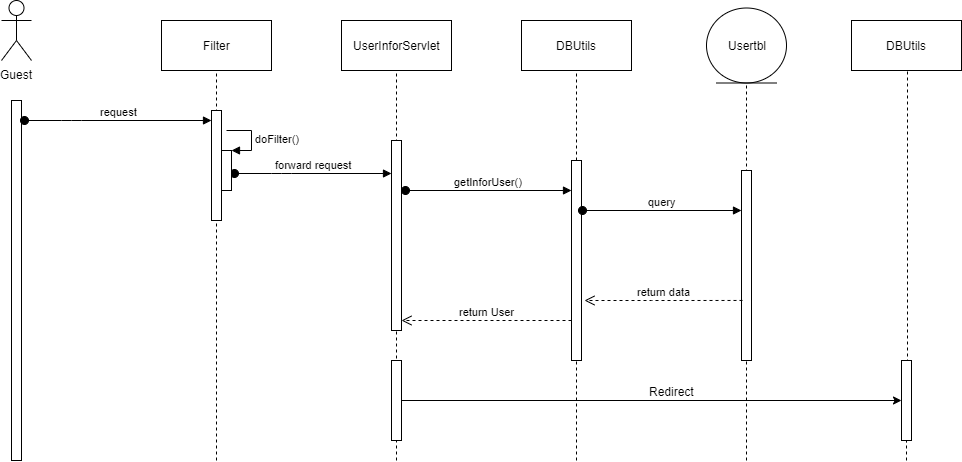 Guest
Filter
UserInforServlet
DBUtils
Usertbl
DBUtils
request
doFilter()
forward request
getInforUser()
query
return data
return User
Redirect